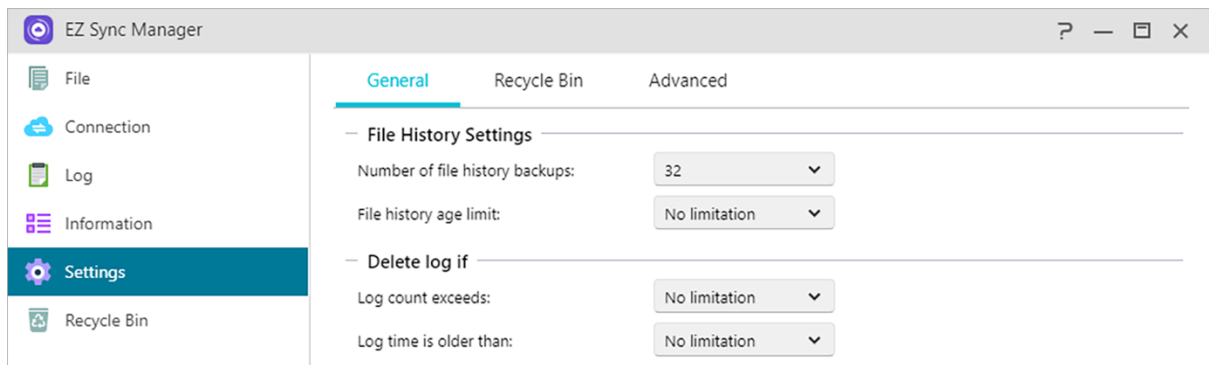 EZ Sync Manager
File
Connection
Log
Information
Settings
Recycle Bin
General Recycle Bin Advanced
File History Settings
Number of file history backups: 32
File history age limit: No limitation
Delete log if
Log count exceeds: No limitation
Log time is older than: No limitation